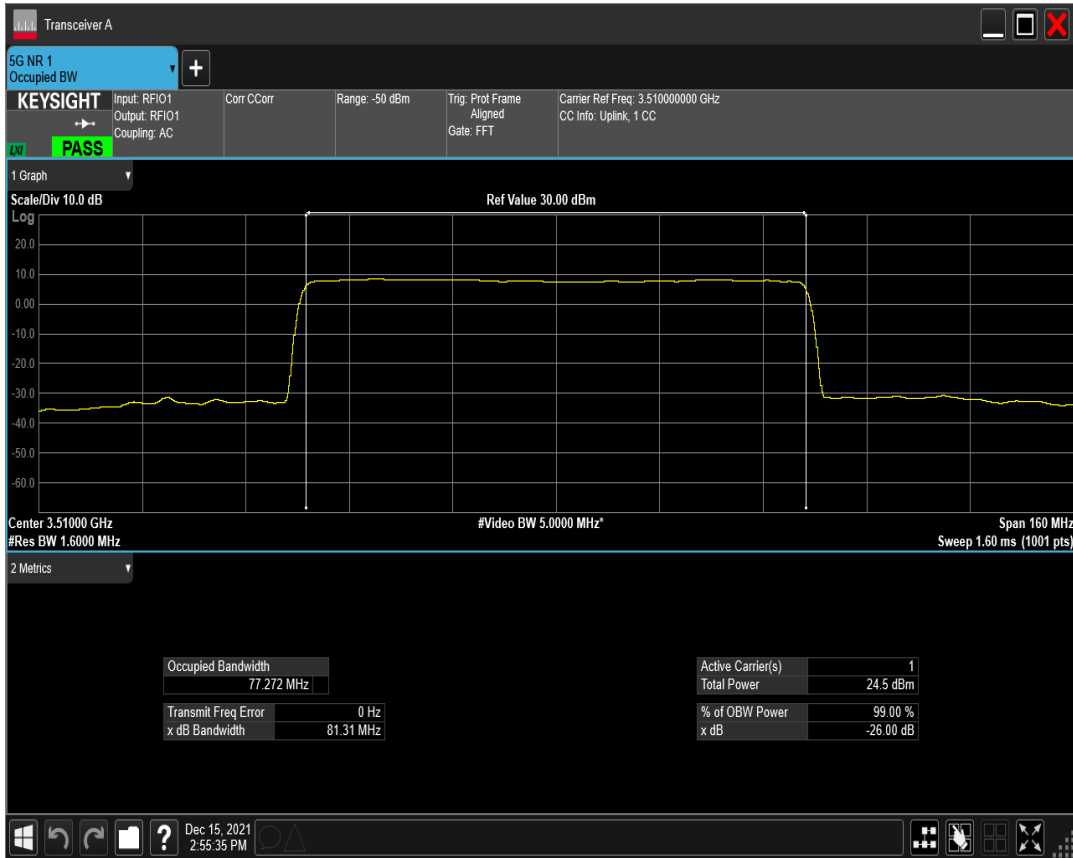 Transceiver A
5G NR 1
Occupied BW
+
KEYSIGHT
LXI
PASS
Input: RFIO1
Output: RFIO1
Coupling: AC
Corr CCorr
Range: -50 dBm
Trig: Prot Frame
Aligned
Gate: FFT
Carrier Ref Freq: 3.510000000 GHz
CC Info: Uplink, 1 CC
1 Graph
Scale/Div 10.0 dB
Ref Value 30.00 dBm
Log
20.0
10.0
0.00
-10.0
-20.0
-30.0
-40.0
-50.0
-60.0
Center 3.51000 GHz
#Video BW 5.0000 MHz*
Span 160 MHz
#Res BW 1.6000 MHz
Sweep 1.60 ms (1001 pts)
2 Metrics
Occupied Bandwidth
77.272 MHz
Transmit Freq Error 0 Hz
x dB Bandwidth 81.31 MHz
Active Carrier(s) 1
Total Power 24.5 dBm
% of OBW Power 99.00 %
x dB -26.00 dB
?
Dec 15, 2021
2:55:35 PM